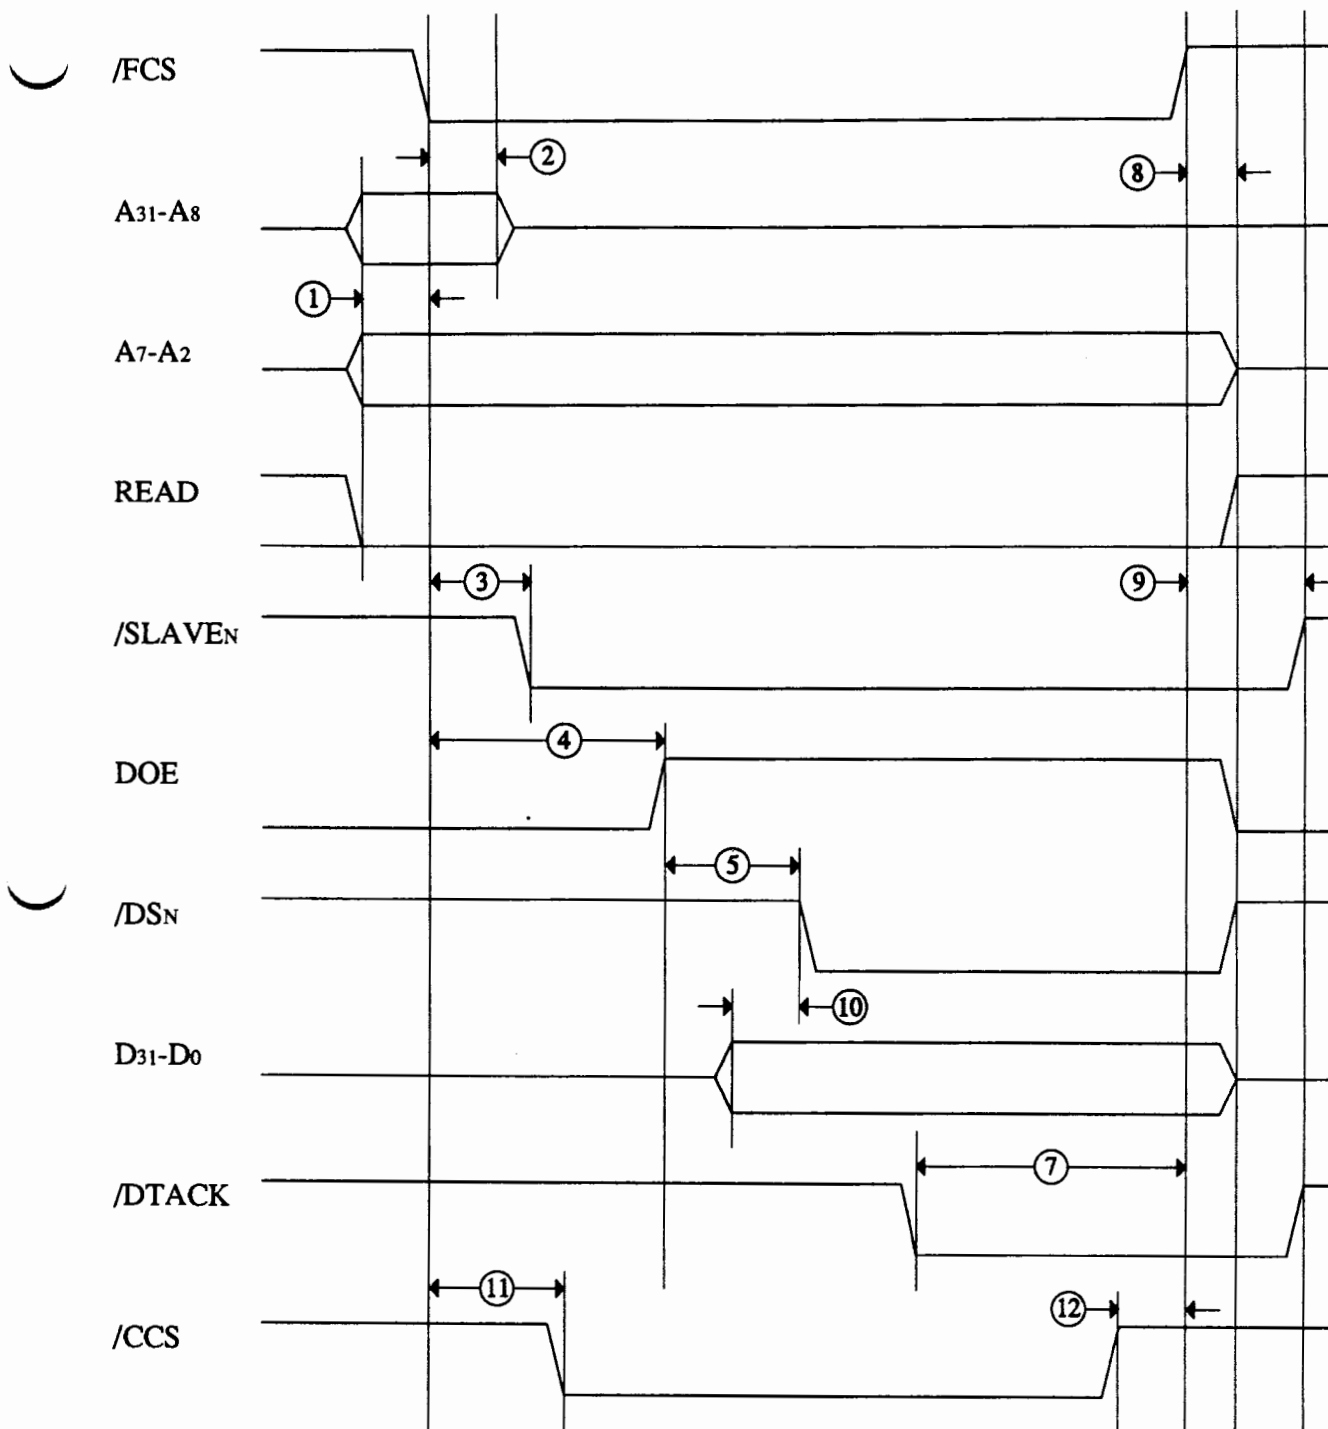 /FCS
2
8
A31-A8
1
A7-A2
READ
3
9
/SLAVEN
4
DOE
5
/DSN
10
D31-D0
7
/DTACK
11
12
/CCS